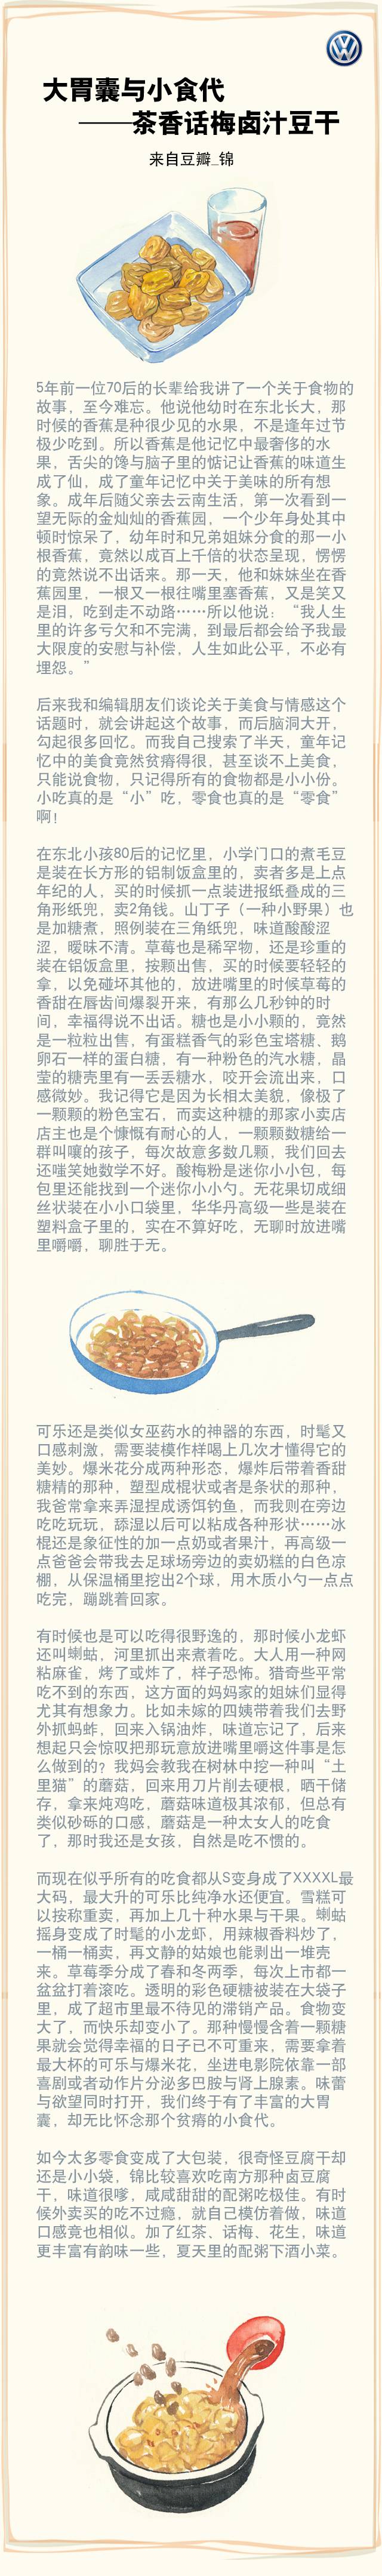 大胃囊与小食代
——茶香话梅卤汁豆干
来自豆瓣_锦
5年前一位70后的长辈给我讲了一个关于食物的
故事，至今难忘。他说他幼时在东北长大，那
时候的香蕉是种很少见的水果，不是逢年过节
极少吃到。所以香蕉是他记忆中最奢侈的水
果，舌尖的馋与脑子里的惦记让香蕉的味道生
成了仙，成了童年记忆中关于美味的所有想
象。成年后随父亲去云南生活，第一次看到一
望无际的金灿灿的香蕉园，一个少年身处其中
顿时惊呆了，幼年时和兄弟姐妹分食的那一小
根香蕉，竟然以成百上千倍的状态呈现，愣愣
的竟然说不出话来。那一天，他和妹妹坐在香
蕉园里，一根又一根往嘴里塞香蕉，又是笑又
是泪，吃到走不动路……所以他说：“我人生
里的许多亏欠和不完满，到最后都会给予我最
大限度的安慰与补偿，人生如此公平，不必有
埋怨。”
后来我和编辑朋友们谈论关于美食与情感这个
话题时，就会讲起这个故事，而后脑洞大开，
勾起很多回忆。而我自己搜索了半天，童年记
忆中的美食竟然贫瘠得很，甚至谈不上美食，
只能说食物，只记得所有的食物都是小小份。
小吃真的是“小”吃，零食也真的是“零食”
啊！
在东北小孩80后的记忆里，小学门口的煮毛豆
是装在长方形的铝制饭盒里的，卖者多是上点
年纪的人，买的时候抓一点装进报纸叠成的三
角形纸兜，卖2角钱。山丁子（一种小野果）也
是加糖煮，照例装在三角纸兜，味道酸酸涩
涩，暧昧不清。草莓也是稀罕物，还是珍重的
装在铝饭盒里，按颗出售，买的时候要轻轻的
拿，以免碰坏其他的，放进嘴里的时候草莓的
香甜在唇齿间爆裂开来，有那么几秒钟的时
间，幸福得说不出话。糖也是小小颗的，竟然
是一粒粒出售，有蛋糕香气的彩色宝塔糖、鹅
卵石一样的蛋白糖，有一种粉色的汽水糖，晶
莹的糖壳里有一丢丢糖水，咬开会流出来，口
感微妙。我记得它是因为长相太美貌，像极了
一颗颗的粉色宝石，而卖这种糖的那家小卖店
店主也是个慷慨有耐心的人，一颗颗数糖给一
群叫嚷的孩子，每次故意多数几颗，我们回去
还嗤笑她数学不好。酸梅粉是迷你小小包，每
包里还能找到一个迷你小小勺。无花果切成细
丝状装在小小口袋里，华华丹高级一些是装在
塑料盒子里的，实在不算好吃，无聊时放进嘴
里嚼嚼，聊胜于无。
可乐还是类似女巫药水的神器的东西，时髦又
口感刺激，需要装模作样喝上几次才懂得它的
美妙。爆米花分成两种形态，爆炸后带着香甜
糖精的那种，塑型成棍状或者是条状的那种，
我爸常拿来弄湿捏成诱饵钓鱼，而我则在旁边
吃吃玩玩，舔湿以后可以粘成各种形状……冰
棍还是象征性的加一点奶或者果汁，再高级一
点爸爸会带我去足球场旁边的卖奶糕的白色凉
棚，从保温桶里挖出2个球，用木质小勺一点点
吃完，蹦跳着回家。
有时候也是可以吃得很野逸的，那时候小龙虾
还叫蝲蛄，河里抓出来煮着吃。大人用一种网
粘麻雀，烤了或炸了，样子恐怖。猎奇些平常
吃不到的东西，这方面的妈妈家的姐妹们显得
尤其有想象力。比如未嫁的四姨带着我们去野
外抓蚂蚱，回来入锅油炸，味道忘记了，后来
想起只会惊叹把那玩意放进嘴里嚼这件事是怎
么做到的？我妈会教我在树林中挖一种叫“土
里猫”的蘑菇，回来用刀片削去硬根，晒干储
存，拿来炖鸡吃，蘑菇味道极其浓郁，但总有
类似砂砾的口感，蘑菇是一种太女人的吃食
了，那时我还是女孩，自然是吃不惯的。
而现在似乎所有的吃食都从S变身成了XXXXL最
大码，最大升的可乐比纯净水还便宜。雪糕可
以按称重卖，再加上几十种水果与干果。蝲蛄
摇身变成了时髦的小龙虾，用辣椒香料炒了，
一桶一桶卖，再文静的姑娘也能剥出一堆壳
来。草莓季分成了春和冬两季，每次上市都一
盆盆打着滚吃。透明的彩色硬糖被装在大袋子
里，成了超市里最不待见的滞销产品。食物变
大了，而快乐却变小了。那种慢慢含着一颗糖
果就会觉得幸福的日子已不可重来，需要拿着
最大杯的可乐与爆米花，坐进电影院依靠一部
喜剧或者动作片分泌多巴胺与肾上腺素。味蕾
与欲望同时打开，我们终于有了丰富的大胃
囊，却无比怀念那个贫瘠的小食代。
如今太多零食变成了大包装，很奇怪豆腐干却
还是小小袋，锦比较喜欢吃南方那种卤豆腐
干，味道很嗲，咸咸甜甜的配粥吃极佳。有时
候外卖买的吃不过瘾，就自己模仿着做，味道
口感竟也相似。加了红茶、话梅、花生，味道
更丰富有韵味一些，夏天里的配粥下酒小菜。